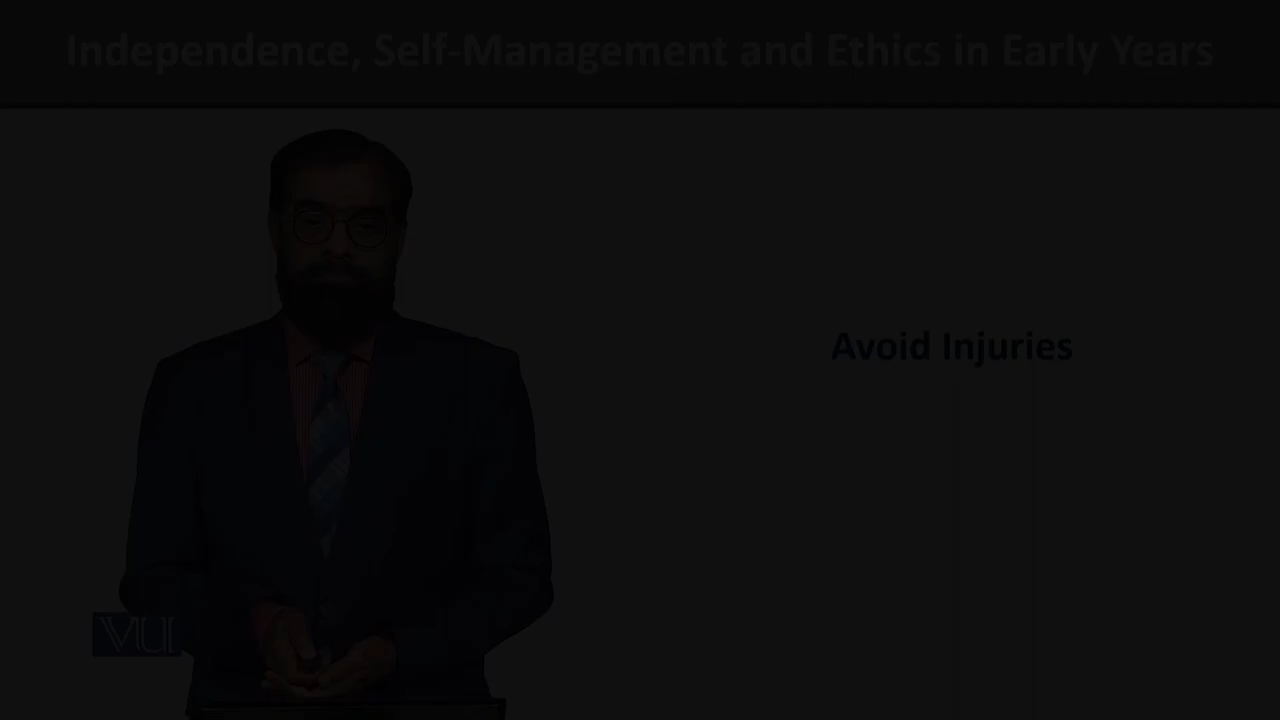 Independence, Self-Management and Ethics in Early Years
Avoid Injuries
VU